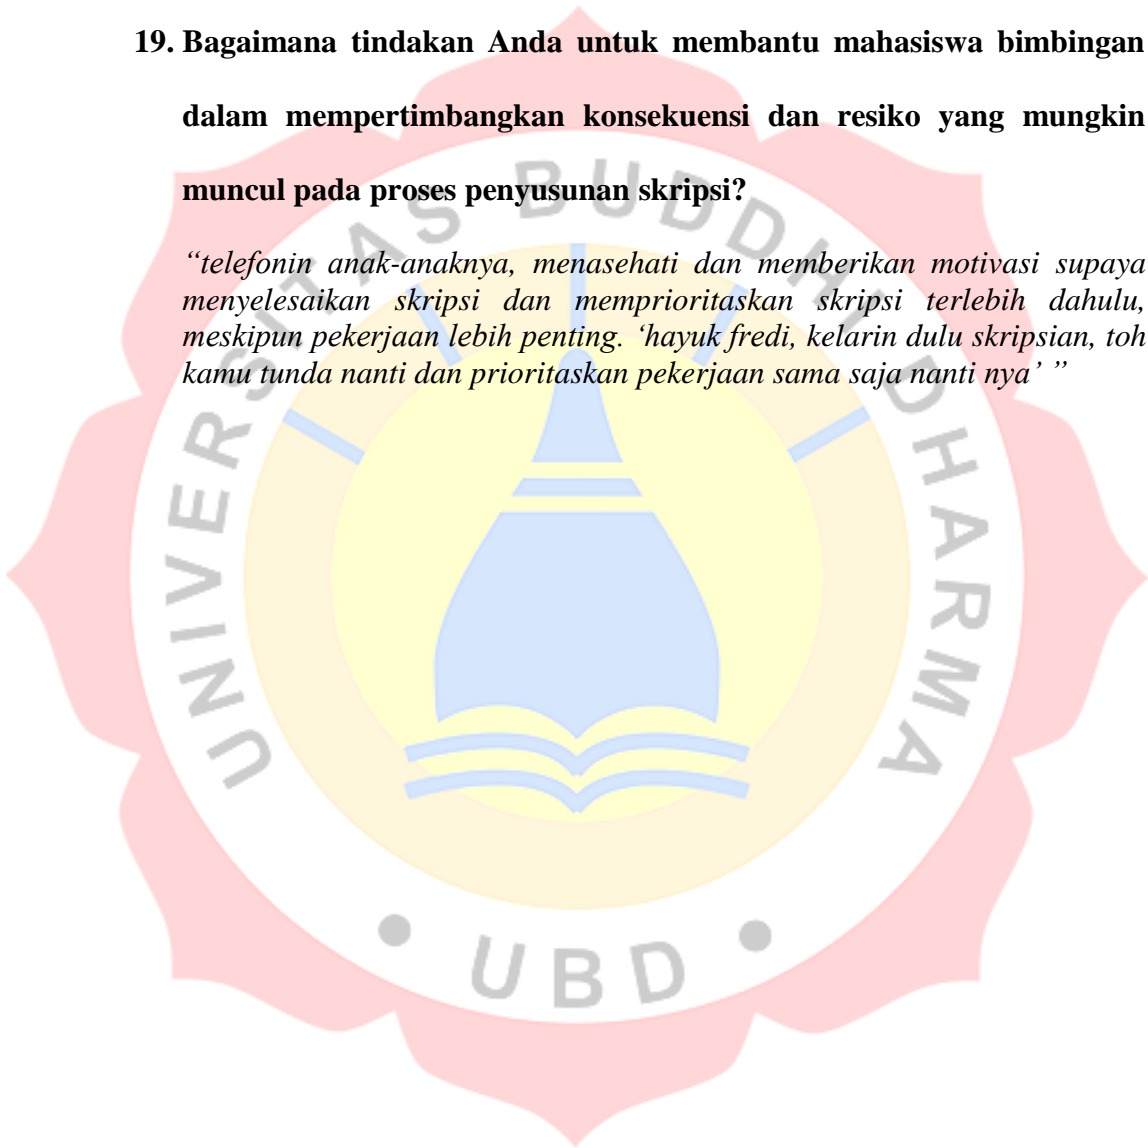 19. Bagaimana tindakan Anda untuk membantu mahasiswa bimbingan
dalam mempertimbangkan konsekuensi dan resiko yang mungkin
muncul pada proses penyusunan skripsi?
“telefonin anak-anaknya, menasehati dan memberikan motivasi supaya
menyelesaikan skripsi dan memprioritaskan skripsi terlebih dahulu,
meskipun pekerjaan lebih penting. ‘hayuk fredi, kelarin dulu skripsian, toh
kamu tunda nanti dan prioritaskan pekerjaan sama saja nanti nya’ ”
UNIVERSITAS BUDDHI DHARMA
• UBD •